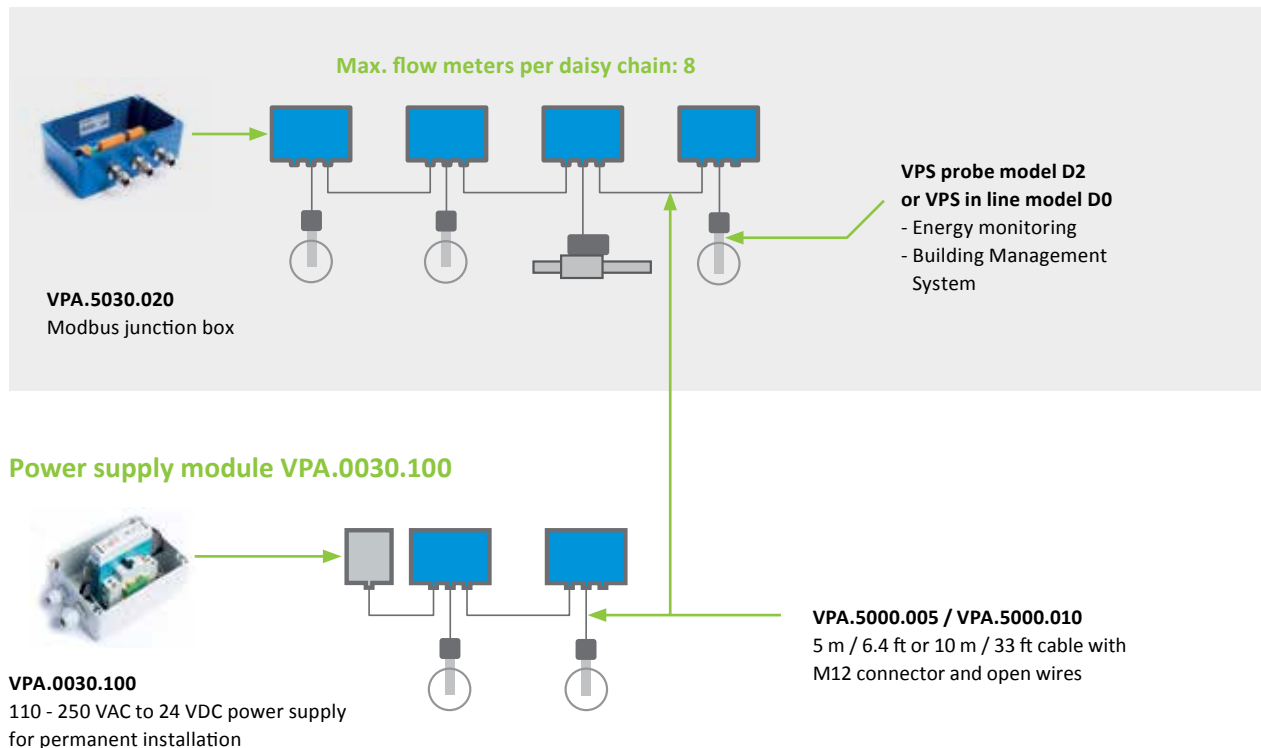 Max. flow meters per daisy chain: 8
VPS probe model D2
or VPS in line model D0
- Energy monitoring
- Building Management
System
VPA.5030.020
Modbus junction box
Power supply module VPA.0030.100
VPA.5000.005 / VPA.5000.010
5 m / 6.4 ft or 10 m / 33 ft cable with
M12 connector and open wires
VPA.0030.100
110 - 250 VAC to 24 VDC power supply
for permanent installation